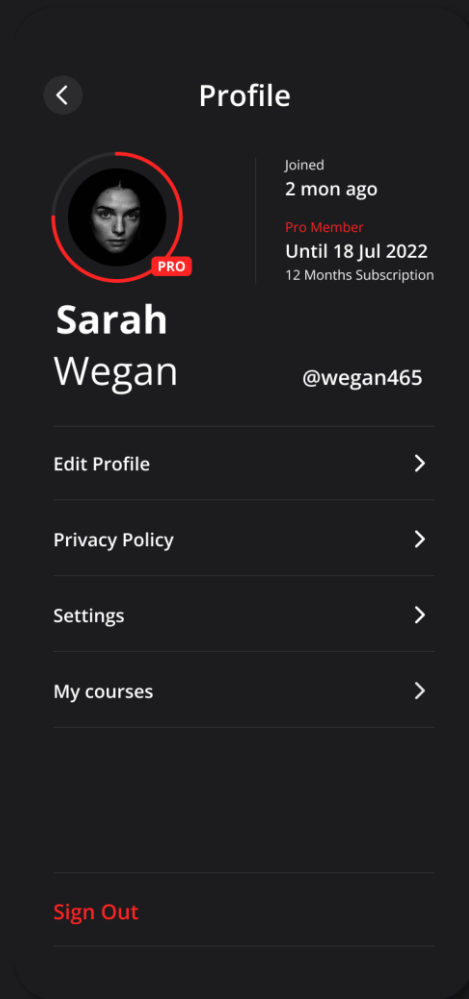 Profile
Joined
2 mon ago
Pro Member
Until 18 Jul 2022
12 Months Subscription
PRO
Sarah
Wegan
@wegan465
Edit Profile
Privacy Policy
Settings
My courses
Sign Out